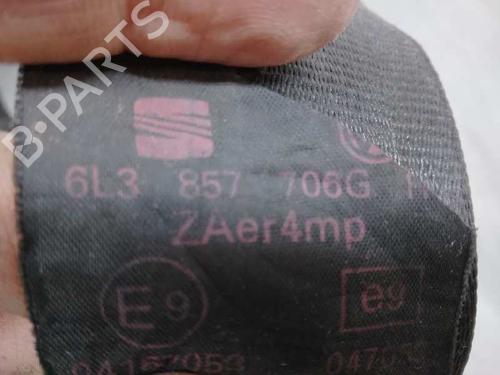 B-PARTS
6L3 857 706G
ZAer4mp
E9 e9